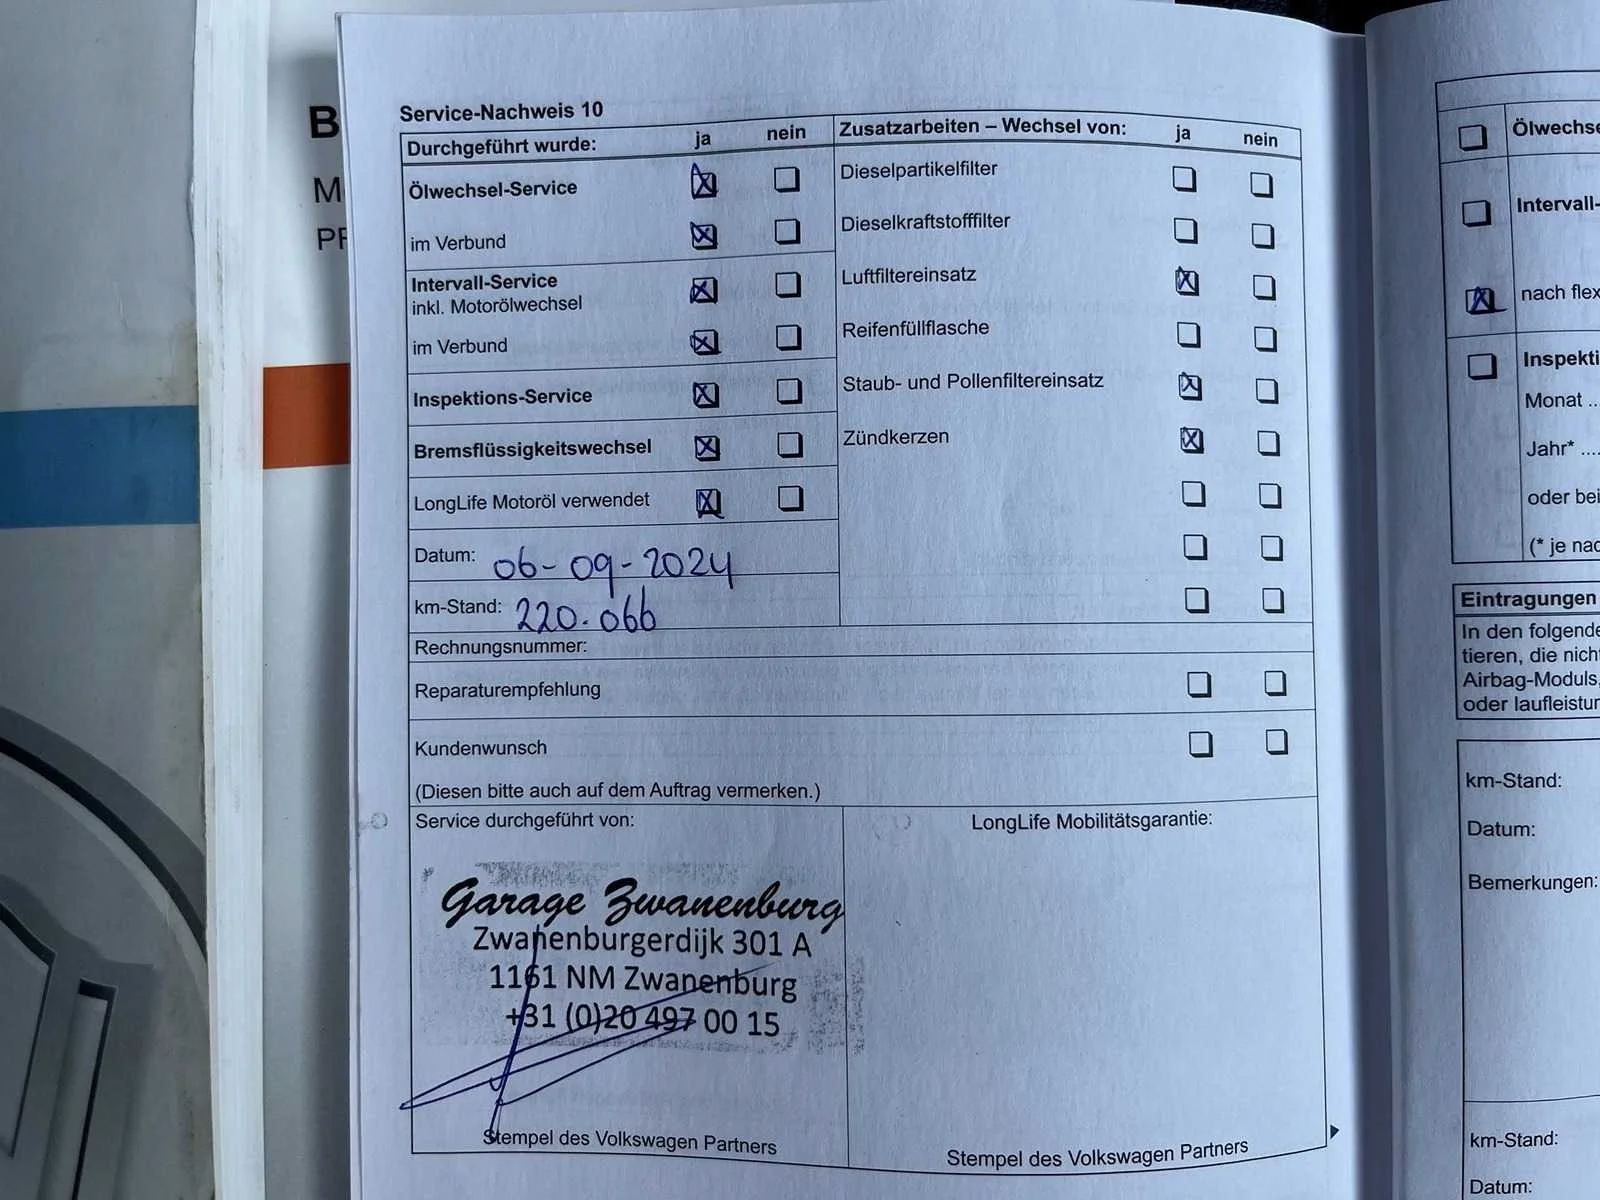 B
M
PF
Service-Nachweis 10
Durchgeführt wurde: ja nein
Ölwechsel-Service
im Verbund
Intervall-Service
inkl. Motorölwechsel
im Verbund
Inspektions-Service
Bremsflüssigkeitswechsel
LongLife Motoröl verwendet
Datum: 06-09-2024
km-Stand: 220.066
Zusatzarbeiten – Wechsel von: ja nein
Dieselpartikelfilter
Dieselkraftstofffilter
Luftfiltereinsatz
Reifenfüllflasche
Staub- und Pollenfiltereinsatz
Zündkerzen
Rechnungsnummer:
Reparaturempfehlung
Kundenwunsch
(Diesen bitte auch auf dem Auftrag vermerken.)
Service durchgeführt von:
Garage Zwanenburg
Zwanenburgerdijk 301 A
1161 NM Zwanenburg
+31 (0)20 497 00 15
Stempel des Volkswagen Partners
LongLife Mobilitätsgarantie:
Stempel des Volkswagen Partners
Ölwechse
Intervall-
nach flex
Inspekti
Monat ..
Jahr* ....
oder bei
(* je nac
Eintragungen
In den folgende
tieren, die nich
Airbag-Moduls,
oder laufleistur
km-Stand:
Datum:
Bemerkungen:
km-Stand:
Datum: